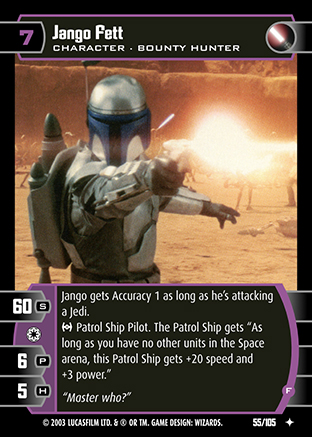 7
Jango Fett
CHARACTER · BOUNTY HUNTER
60 S
Jango gets Accuracy 1 as long as he's attacking
a Jedi.
Patrol Ship Pilot. The Patrol Ship gets "As
long as you have no other units in the Space
arena, this Patrol Ship gets +20 speed and
+3 power."
6 P
5 H
"Master who?"
F
© 2003 LUCASFILM LTD. & ® OR TM. GAME DESIGN: WIZARDS.
55/105